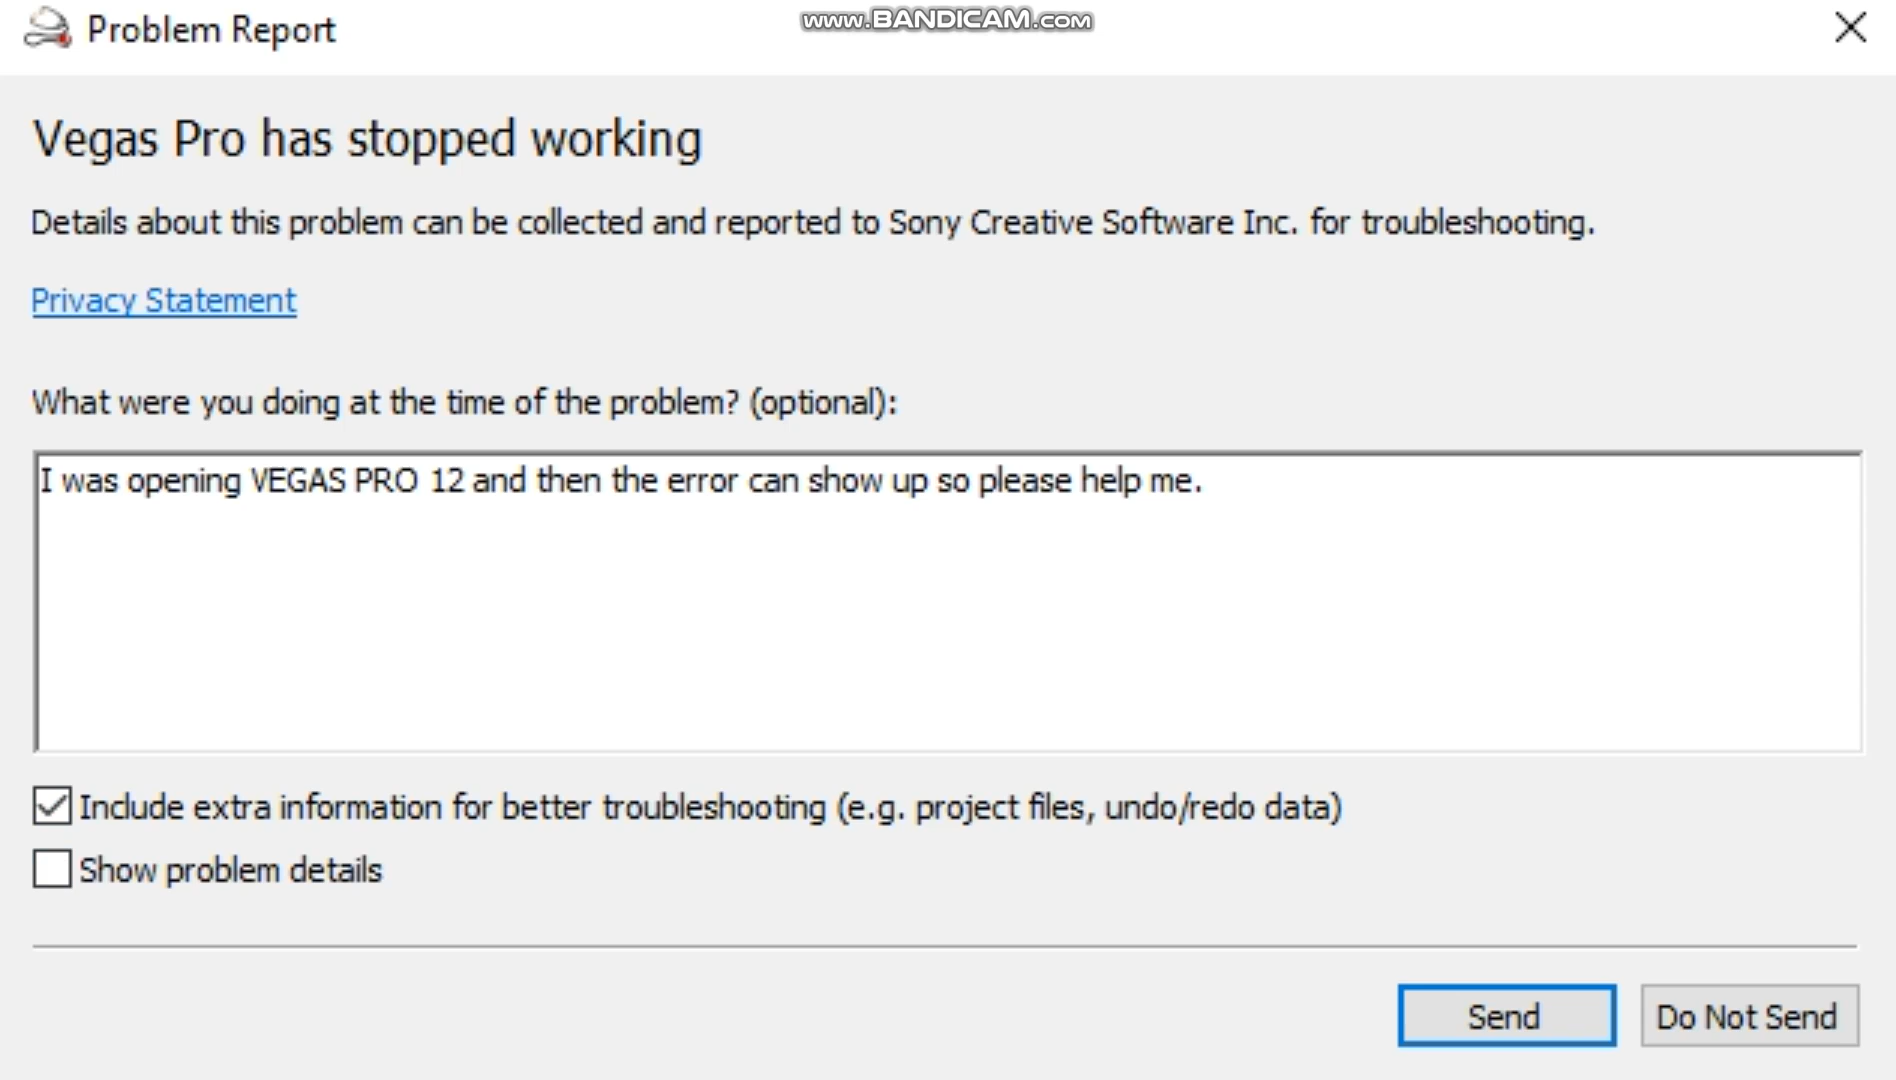 Problem Report
www.BANDICAM.com
Vegas Pro has stopped working
Details about this problem can be collected and reported to Sony Creative Software Inc. for troubleshooting.
Privacy Statement
What were you doing at the time of the problem? (optional):
I was opening VEGAS PRO 12 and then the error can show up so please help me.
Include extra information for better troubleshooting (e.g. project files, undo/redo data)
Show problem details
Send
Do Not Send